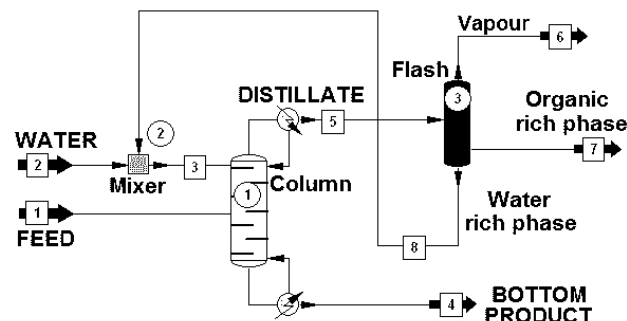 Vapour
6
Flash
3
DISTILLATE
5
Organic
rich phase
7
WATER
2
2
Mixer
3
Column
1
1
FEED
Water
rich phase
8
4
BOTTOM
PRODUCT